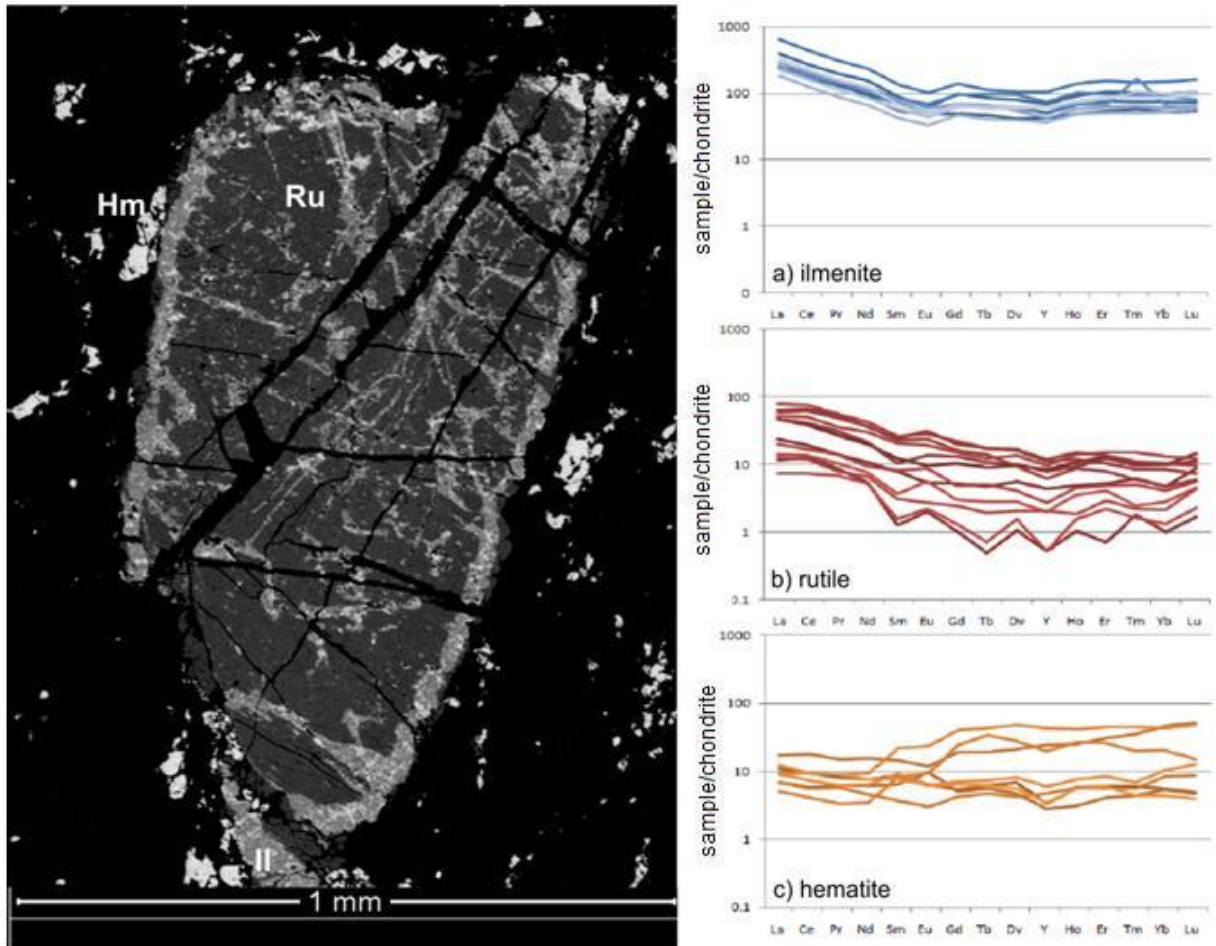 Hm
Ru
Il
1 mm
sample/chondrite
1000
100
10
1
0
a) ilmenite
La Ce Pr Nd Sm Eu Gd Tb Dy Y Ho Er Tm Yb Lu
sample/chondrite
1000
100
10
1
0.1
b) rutile
La Ce Pr Nd Sm Eu Gd Tb Dy Y Ho Er Tm Yb Lu
sample/chondrite
1000
100
10
1
0.1
c) hematite
La Ce Pr Nd Sm Eu Gd Tb Dy Y Ho Er Tm Yb Lu